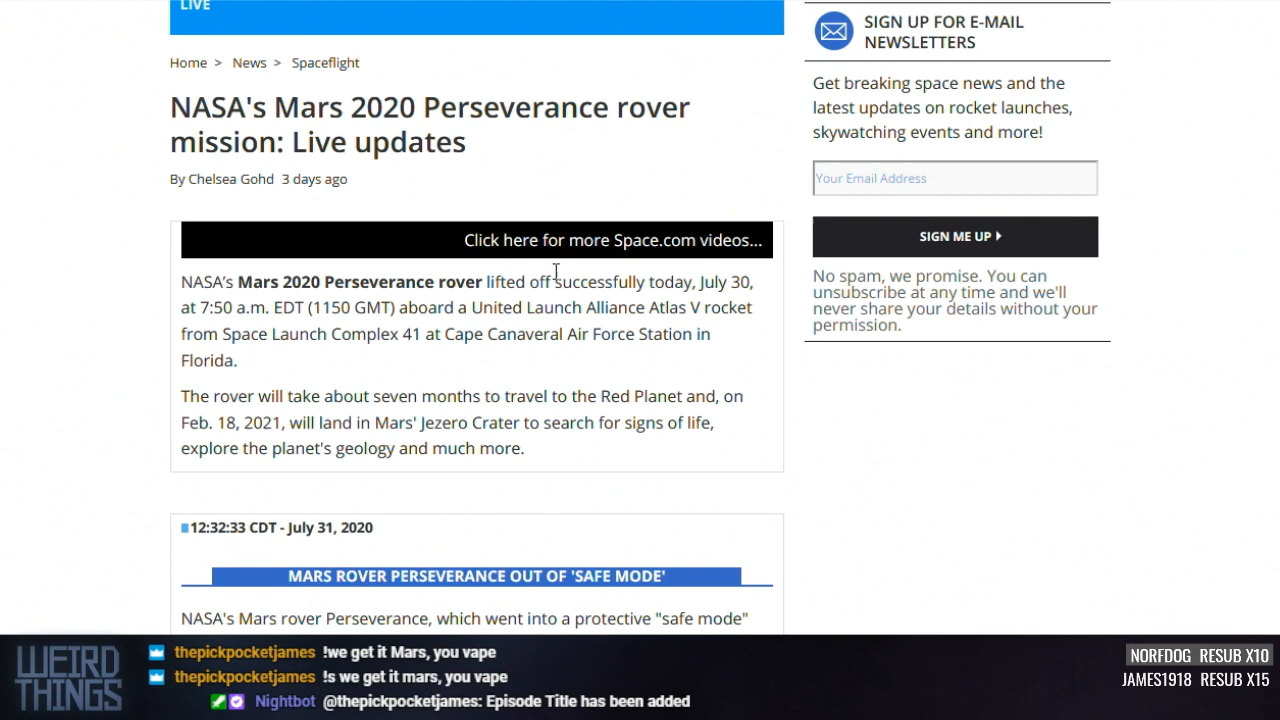 LIVE
Home > News > Spaceflight
NASA's Mars 2020 Perseverance rover
mission: Live updates
By Chelsea Gohd 3 days ago
Click here for more Space.com videos...
NASA's Mars 2020 Perseverance rover lifted off successfully today, July 30,
at 7:50 a.m. EDT (1150 GMT) aboard a United Launch Alliance Atlas V rocket
from Space Launch Complex 41 at Cape Canaveral Air Force Station in
Florida.
The rover will take about seven months to travel to the Red Planet and, on
Feb. 18, 2021, will land in Mars' Jezero Crater to search for signs of life,
explore the planet's geology and much more.
12:32:33 CDT - July 31, 2020
MARS ROVER PERSEVERANCE OUT OF 'SAFE MODE'
NASA's Mars rover Perseverance, which went into a protective "safe mode"
SIGN UP FOR E-MAIL
NEWSLETTERS
Get breaking space news and the
latest updates on rocket launches,
skywatching events and more!
Your Email Address
SIGN ME UP
No spam, we promise. You can
unsubscribe at any time and we'll
never share your details without your
permission.
WEIRD
THINGS
thepickpocketjames !we get it Mars, you vape
thepickpocketjames !s we get it mars, you vape
Nightbot @thepickpocketjames: Episode Title has been added
NORFDOG RESUB X10
JAMES1918 RESUB X15